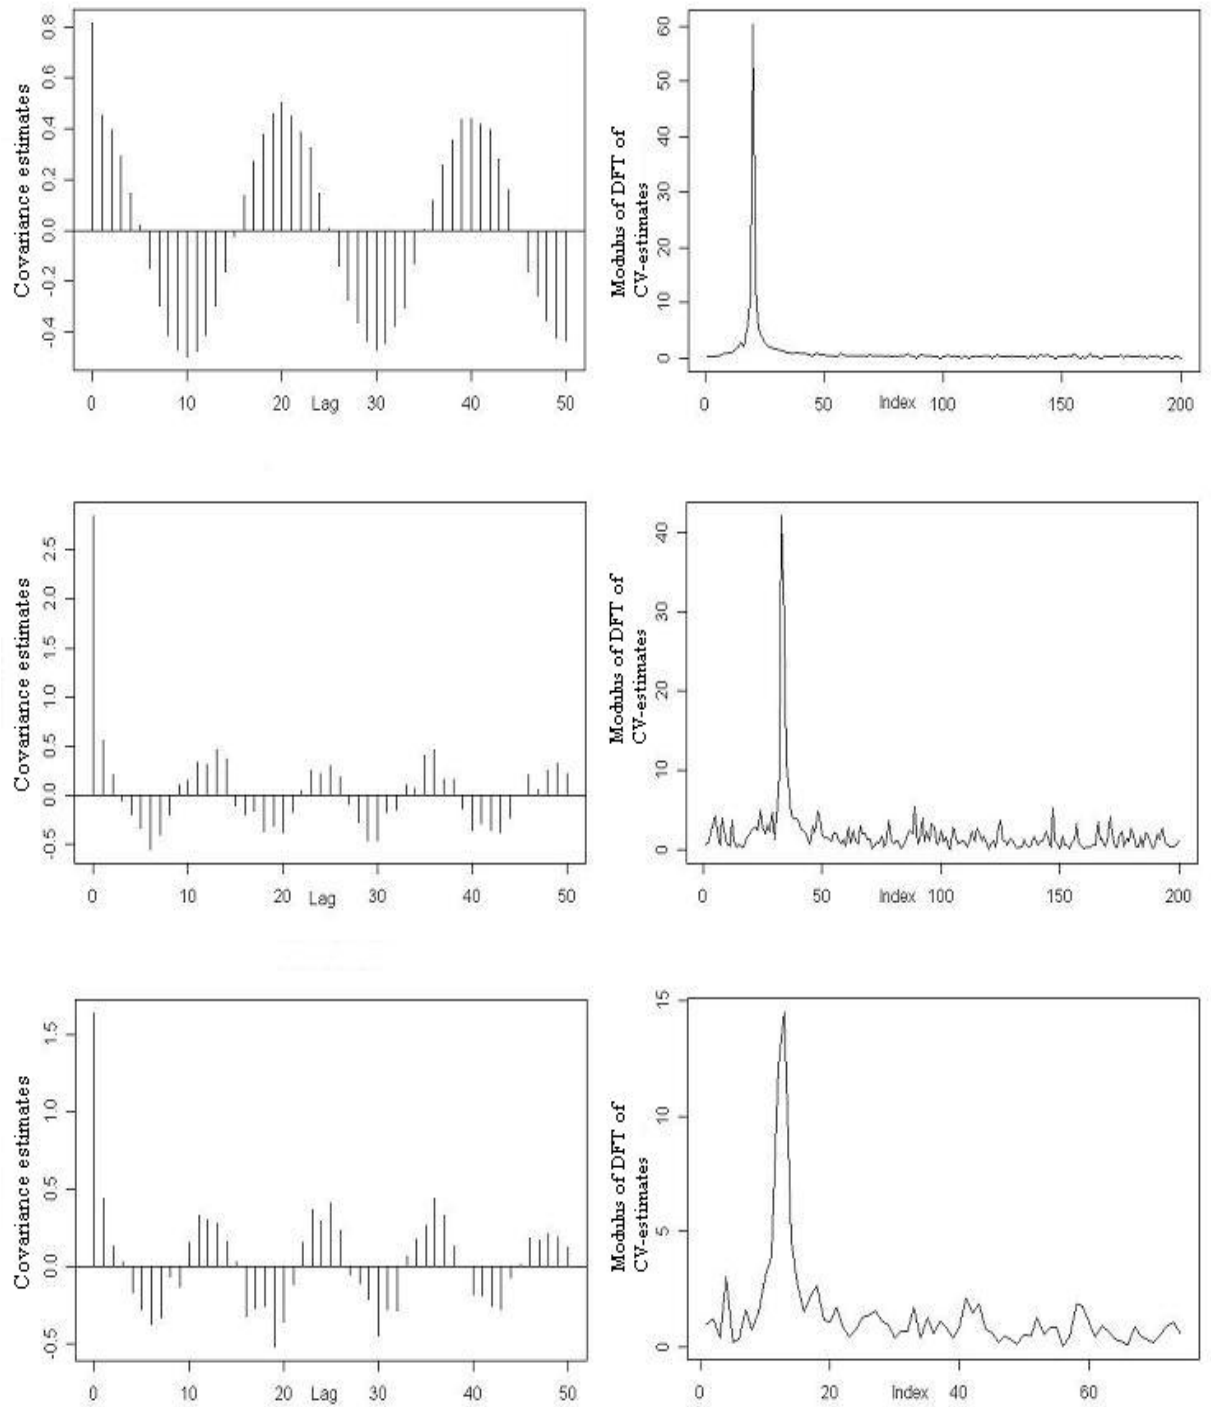 Covariance estimates
0.8
0.6
0.4
0.2
0.0
-0.2
-0.4
0 10 20 Lag 30 40 50
Modulus of DFT of
CV-estimates
60
50
40
30
20
10
0
0 50 Index 100 150 200
Covariance estimates
2.5
2.0
1.5
1.0
0.5
0.0
-0.5
0 10 20 Lag 30 40 50
Modulus of DFT of
CV-estimates
40
30
20
10
0
0 50 Index 100 150 200
Covariance estimates
1.5
1.0
0.5
0.0
-0.5
0 10 20 Lag 30 40 50
Modulus of DFT of
CV-estimates
15
10
5
0
0 20 Index 40 60